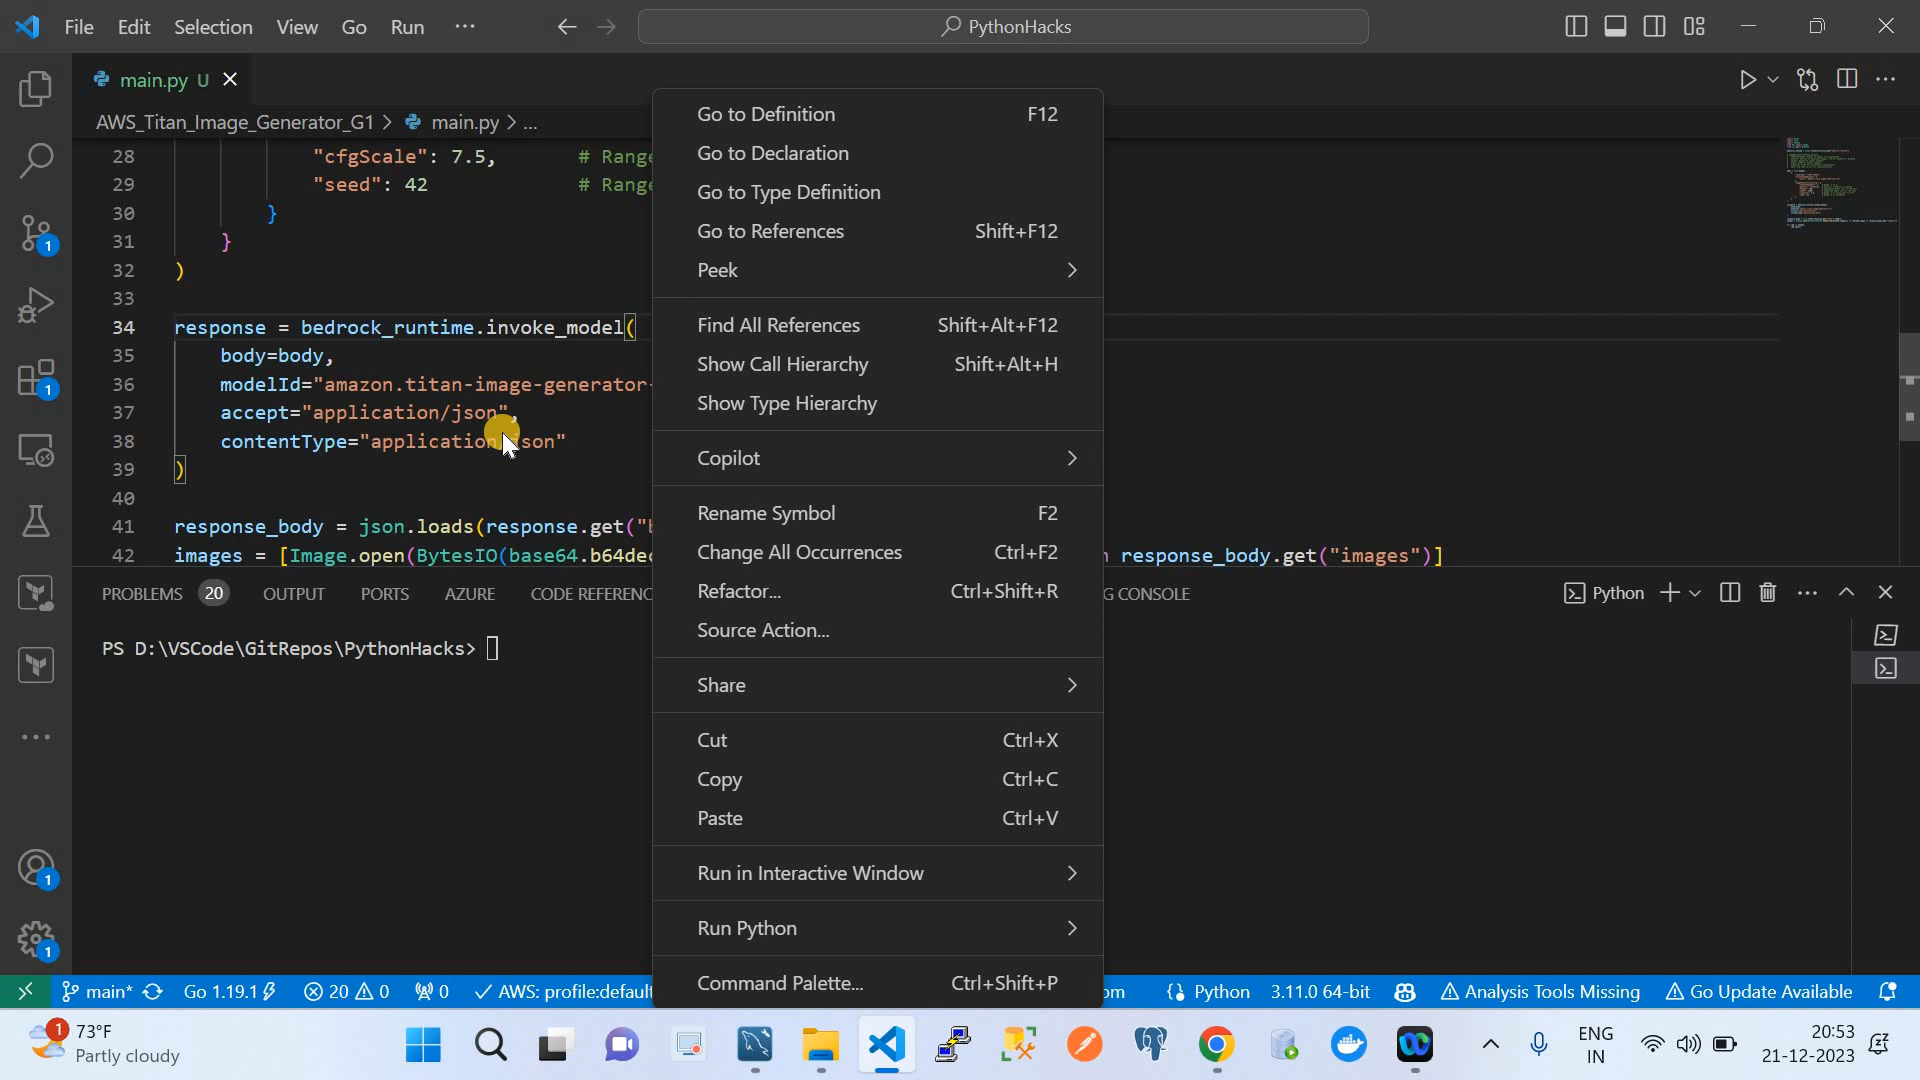 File Edit Selection View Go Run ···
PythonHacks
main.py U
AWS_Titan_Image_Generator_G1 > main.py > ...
28 "cfgScale": 7.5, # Range
29 "seed": 42 # Range
30 }
31 }
32 )
33
34 response = bedrock_runtime.invoke_model(
35 body=body,
36 modelId="amazon.titan-image-generator-
37 accept="application/json",
38 contentType="application/json"
39 )
40
41 response_body = json.loads(response.get("b
42 images = [Image.open(BytesIO(base64.b64dec response_body.get("images")]
Go to Definition F12
Go to Declaration
Go to Type Definition
Go to References Shift+F12
Peek
Find All References Shift+Alt+F12
Show Call Hierarchy Shift+Alt+H
Show Type Hierarchy
Copilot
Rename Symbol F2
Change All Occurrences Ctrl+F2
Refactor... Ctrl+Shift+R
Source Action...
Share
Cut Ctrl+X
Copy Ctrl+C
Paste Ctrl+V
Run in Interactive Window
Run Python
Command Palette... Ctrl+Shift+P
PROBLEMS 20 OUTPUT PORTS AZURE CODE REFERENC G CONSOLE
Python
PS D:\VSCode\GitRepos\PythonHacks>
1
1
1
1
main* Go 1.19.1 20 0 0 AWS: profile:default om Python 3.11.0 64-bit Analysis Tools Missing Go Update Available
1 73°F
Partly cloudy
ENG
IN
20:53
21-12-2023